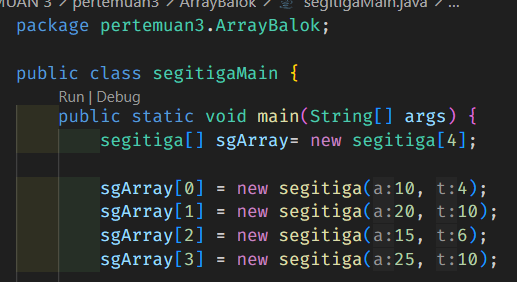 MUAN 3 > pertemuan3 > ArrayBalok > segitigaMain.java > ...
package pertemuan3.ArrayBalok;
public class segitigaMain {
Run | Debug
public static void main(String[] args) {
segitiga[] sgArray= new segitiga[4];
sgArray[0] = new segitiga(a:10, t:4);
sgArray[1] = new segitiga(a:20, t:10);
sgArray[2] = new segitiga(a:15, t:6);
sgArray[3] = new segitiga(a:25, t:10);